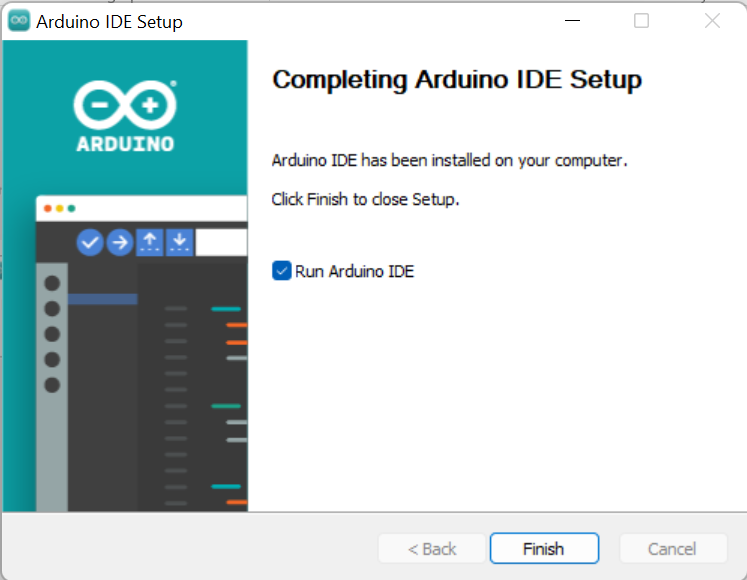 Arduino IDE Setup
ARDUINO
Completing Arduino IDE Setup
Arduino IDE has been installed on your computer.
Click Finish to close Setup.
Run Arduino IDE
< Back
Finish
Cancel